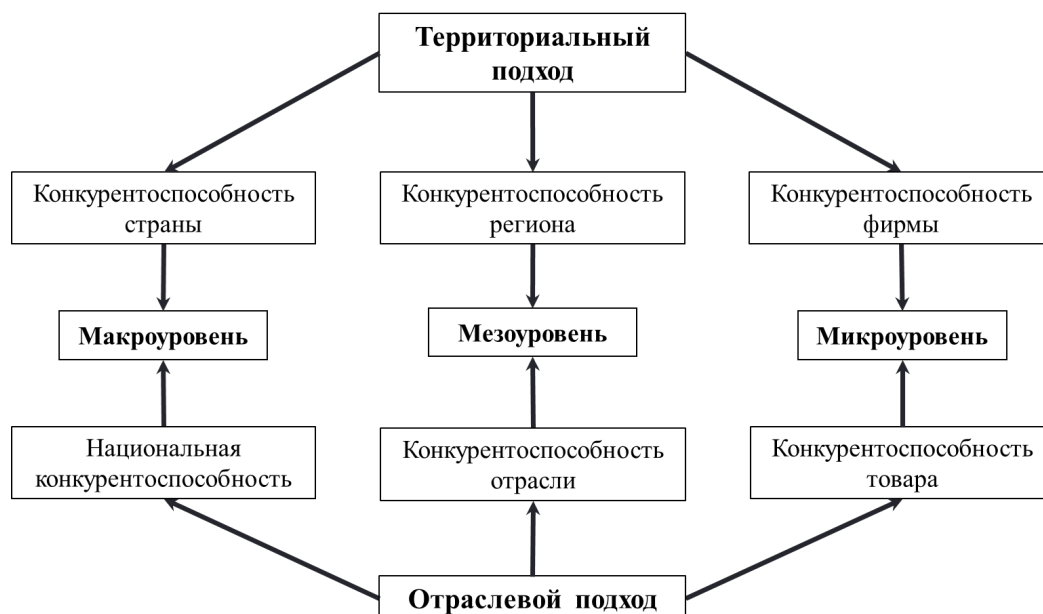 Территориальный
подход
Конкурентоспособность
страны
Конкурентоспособность
региона
Конкурентоспособность
фирмы
Макроуровень
Мезоуровень
Микроуровень
Национальная
конкурентоспособность
Конкурентоспособность
отрасли
Конкурентоспособность
товара
Отраслевой подход